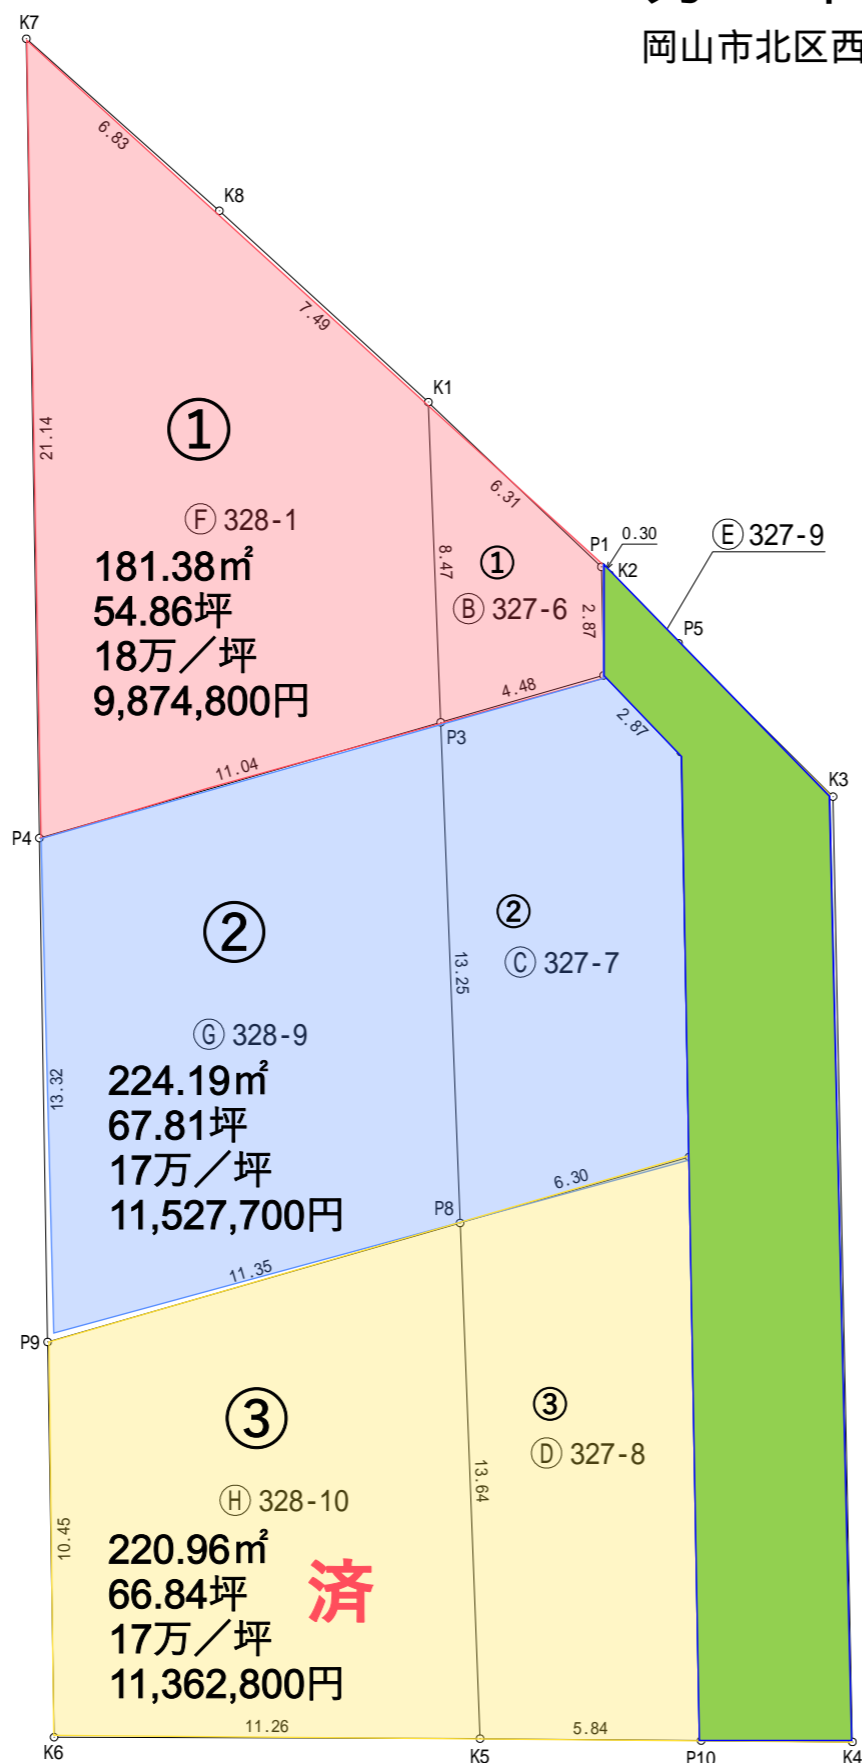 岡山市北区西
K7
6.83
K8
7.49
K1
21.14
①
Ⓕ 328-1
181.38㎡
54.86坪
18万／坪
9,874,800円
6.31
8.47
①
Ⓑ 327-6
P1
0.30
K2
Ⓔ 327-9
P5
2.87
4.48
2.87
P3
11.04
P4
K3
②
②
Ⓒ 327-7
13.25
Ⓖ 328-9
224.19㎡
67.81坪
17万／坪
11,527,700円
13.32
6.30
P8
11.35
P9
③
③
Ⓓ 327-8
13.64
Ⓗ 328-10
220.96㎡
66.84坪
17万／坪
11,362,800円
済
10.45
11.26
5.84
K6
K5
P10
K4